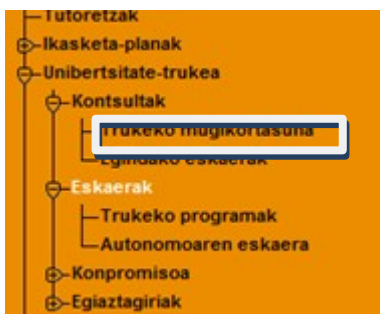 Tutoretzak
Ikasketa-planak
Unibertsitate-trukea
Kontsultak
Trukeko mugikortasuna
Egindako eskaerak
Eskaerak
Trukeko programak
Autonomoaren eskaera
Konpromisoa
Egiaztagiriak